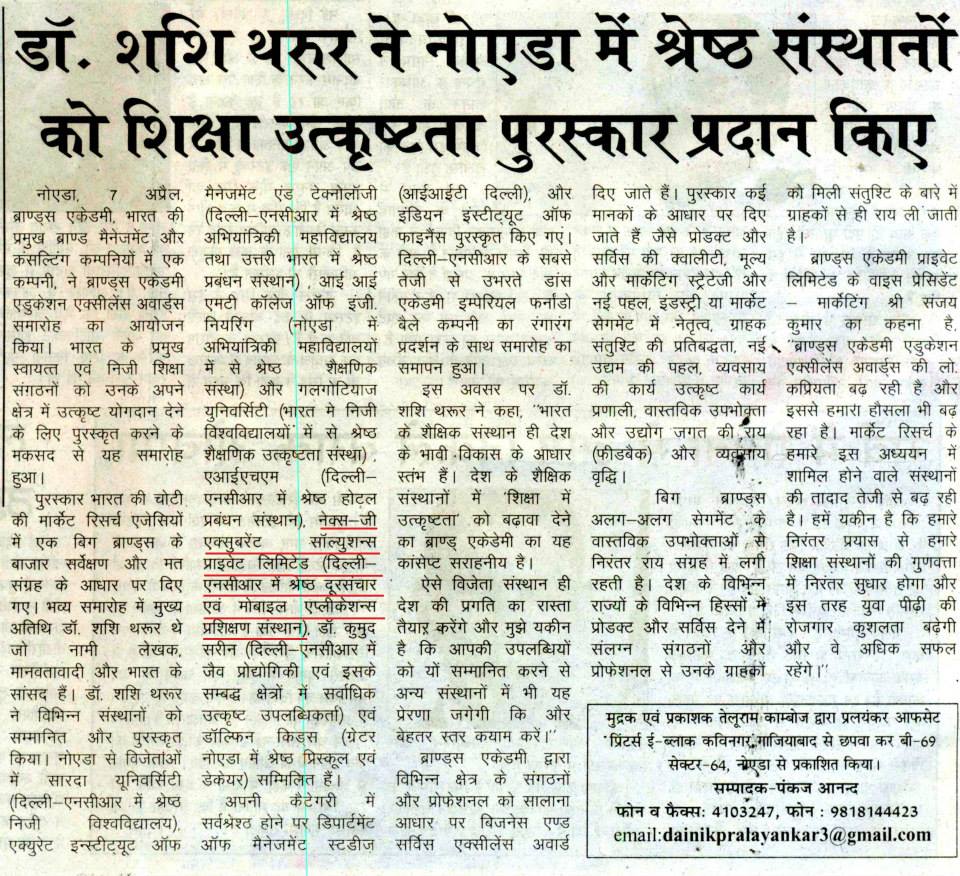 डॉ. शशि थरुर ने नोएडा में श्रेष्ठ संस्थानों
को शिक्षा उत्कृष्टता पुरस्कार प्रदान किए
नोएडा, 7 अप्रैल,
ब्राण्ड्स एकेडमी, भारत की
प्रमुख ब्राण्ड मैनेजमेंट और
कंसल्टिंग कम्पनियों में एक
कम्पनी, ने ब्राण्ड्स एकेडमी
एडुकेशन एक्सीलेंस अवार्ड्स
समारोह का आयोजन
किया। भारत के प्रमुख
स्वायत्त एवं निजी शिक्षा
संगठनों को उनके अपने
क्षेत्र में उत्कृष्ट योगदान देने
के लिए पुरस्कृत करने के
मकसद से यह समारोह
हुआ।
पुरस्कार भारत की चोटी
की मार्केट रिसर्च एजेंसियों
में एक बिग ब्राण्ड्स के
बाजार सर्वेक्षण और मत
संग्रह के आधार पर दिए
गए। भव्य समारोह में मुख्य
अतिथि डॉ. शशि थरूर थे
जो नामी लेखक,
मानवतावादी और भारत के
सांसद हैं। डॉ. शशि थरूर
ने विभिन्न संस्थानों को
सम्मानित और पुरस्कृत
किया। नोएडा से विजेताओं
में सारदा यूनिवर्सिटी
(दिल्ली–एनसीआर में श्रेष्ठ
निजी विश्वविद्यालय),
एक्युरेट इन्स्टीटयूट ऑफ
मैनेजमेंट एंड टेक्नोलॉजी
(दिल्ली–एनसीआर में श्रेष्ठ
अभियांत्रिकी महाविद्यालय
तथा उत्तरी भारत में श्रेष्ठ
प्रबंधन संस्थान) , आई आई
एमटी कॉलेज ऑफ इंजी.
नियरिंग (नोएडा में
अभियांत्रिकी महाविद्यालयों
में से श्रेष्ठ शैक्षणिक
संस्था) और गलगोटियाज
युनिवर्सिटी (भारत मे निजी
विश्वविद्यालयों में से श्रेष्ठ
शैक्षणिक उत्कृष्टता संस्था) ,
एआईएचएम (दिल्ली–
एनसीआर में श्रेष्ठ होटल
प्रबंधन संस्थान), नेक्स–जी
एक्सुबरेंट सॉल्युशन्स
प्राइवेट लिमिटेड (दिल्ली–
एनसीआर में श्रेष्ठ दूरसंचार
एवं मोबाइल एप्लीकेशन्स
प्रशिक्षण संस्थान), डॉ. कुमुद
सरीन (दिल्ली–एनसीआर में
जैव प्रोद्योगिकी एवं इसके
सम्बद्ध क्षेत्रों में सर्वाधिक
उत्कृष्ट उपलब्धिकर्ता) एवं
डॉल्फिन किड्स (ग्रेटर
नोएडा में श्रेष्ठ प्रिस्कूल एवं
डेकेयर) सम्मिलित हैं।
अपनी केटेगरी में
सर्वश्रेश्ठ होने पर डिपार्टमेंट
ऑफ मैनेजमेंट स्टडीज
(आईआईटी दिल्ली), और
इंडियन इंस्टीट्यूट ऑफ
फाइनैंस पुरस्कृत किए गए।
दिल्ली–एनसीआर के सबसे
तेजी से उभरते डांस
एकेडमी इम्पेरियल फर्नांडो
बैले कम्पनी का रंगारंग
प्रदर्शन के साथ समारोह का
समापन हुआ।
इस अवसर पर डॉ.
शशि थरूर ने कहा, ''भारत
के शैक्षिक संस्थान ही देश
के भावी विकास के आधार
स्तंभ हैं। देश के शैक्षिक
संस्थानों में 'शिक्षा में
उत्कृष्टता' को बढ़ावा देने
का ब्राण्ड् एकेडेमी का यह
कांसेप्ट सराहनीय है।
ऐसे विजेता संस्थान ही
देश की प्रगति का रास्ता
तैयार करेंगे और मुझे यकीन
है कि आपकी उपलब्धियों
को यों सम्मानित करने से
अन्य संस्थानों में भी यह
प्रेरणा जगेगी कि और
बेहतर स्तर कयाम करें।''
ब्राण्ड्स एकेडमी द्वारा
विभिन्न क्षेत्र के संगठनों
और प्रोफेशनल को सालाना
आधार पर बिजनेस एण्ड
सर्विस एक्सीलेंस अवार्ड
दिए जाते हैं। पुरस्कार कई
मानकों के आधार पर दिए
जाते हैं जैसे प्रोडक्ट और
सर्विस की क्वालीटी, मूल्य
और मार्केटिंग स्ट्रैटेजी और
नई पहल, इंडस्ट्री या मार्केट
सेगमेंट में नेतृत्व, ग्राहक
संतुश्टि की प्रतिबद्धता, नई
उद्यम की पहल, व्यवसाय
की कार्य उत्कृष्ट कार्य
प्रणाली, वास्तविक उपभोक्ता
और उद्योग जगत की राय
(फीडबैक) और व्यवसाय
वृद्धि।
बिग ब्राण्ड्स
अलग–अलग सेगमेंट के
वास्तविक उपभोक्ताओं से
निरंतर राय संग्रह में लगी
रहती है। देश के विभिन्न
राज्यों के विभिन्न हिस्सों में
प्रोडक्ट और सर्विस देने में
संलग्न संगठनों और
प्रोफेशनल से उनके ग्राहकों
को मिली संतुश्टि के बारे में
ग्राहकों से ही राय ली जाती
है।
ब्राण्ड्स एकेडमी प्राइवेट
लिमिटेड के वाइस प्रेसिडेंट
– मार्केटिंग श्री संजय
कुमार का कहना है,
''ब्राण्ड्स एकेडमी एडुकेशन
एक्सीलेंस अवार्ड्स की लो.
कप्रियता बढ़ रही है और
इससे हमारा हौसला भी बढ़
रहा है। मार्केट रिसर्च के
हमारे इस अध्ययन में
शामिल होने वाले संस्थानों
की तादाद तेजी से बढ़ रही
है। हमें यकीन है कि हमारे
निरंतर प्रयास से हमारे
शिक्षा संस्थानों की गुणवत्ता
में निरंतर सुधार होगा और
इस तरह युवा पीढ़ी की
रोजगार कुशलता बढ़ेगी
और वे अधिक सफल
रहेंगे।''
मुद्रक एवं प्रकाशक तेलूराम काम्बोज द्वारा प्रलयंकर आफसेट
प्रिंटर्स ई–ब्लाक कविनगर गाजियाबाद से छपवा कर बी–69
सेक्टर–64, नोएडा से प्रकाशित किया।
सम्पादक–पंकज आनन्द
फोन व फैक्सः 4103247, फोन : 9818144423
email:dainikpralayankar3@gmail.com